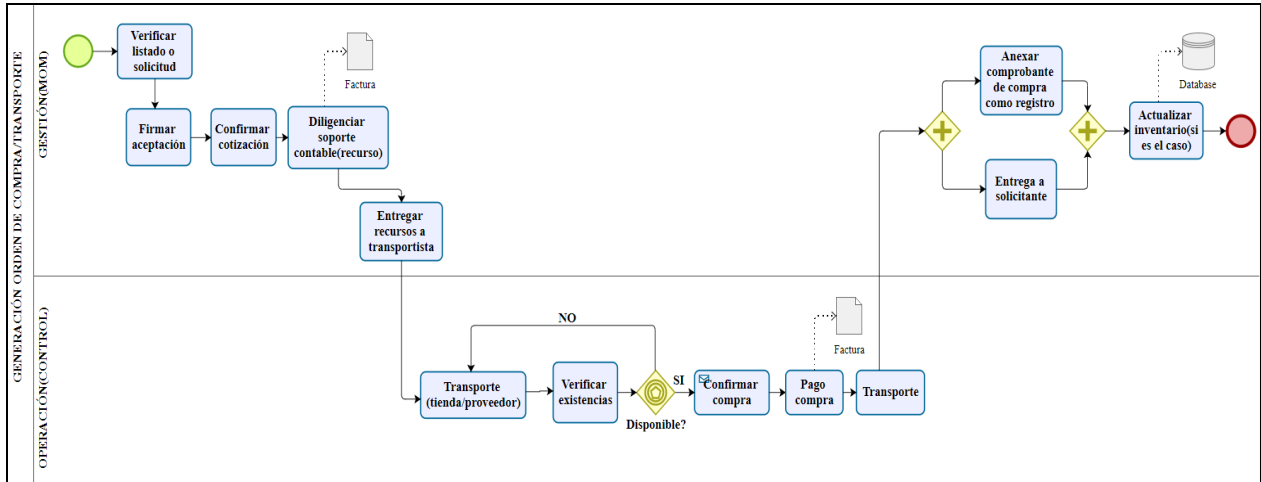 GENERACIÓN ORDEN DE COMPRA/TRANSPORTE
GESTIÓN(MOM)
Verificar
listado o
solicitud
Firmar
aceptación
Confirmar
cotización
Diligenciar
soporte
contable(recurso)
Factura
Entregar
recursos a
transportista
Anexar
comprobante
de compra
como registro
Entrega a
solicitante
Actualizar
inventario(si
es el caso)
Database
OPERACIÓN(CONTROL)
Transporte
(tienda/proveedor)
Verificar
existencias
NO
Disponible?
SI
Confirmar
compra
Pago
compra
Factura
Transporte